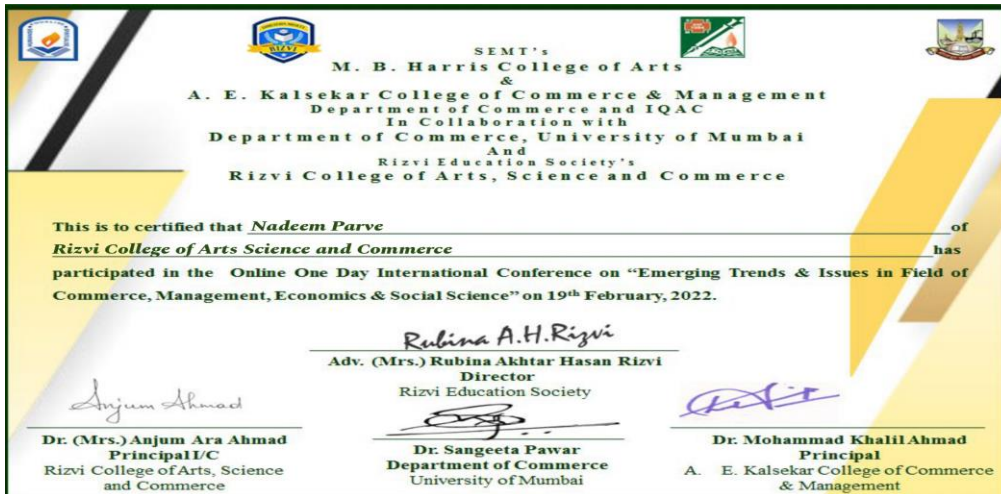 RIZVI
SEMT's
M. B. Harris College of Arts
&
A. E. Kalsekar College of Commerce & Management
Department of Commerce and IQAC
In Collaboration with
Department of Commerce, University of Mumbai
And
Rizvi Education Society's
Rizvi College of Arts, Science and Commerce
This is to certified that Nadeem Parve of
Rizvi College of Arts Science and Commerce has
participated in the Online One Day International Conference on “Emerging Trends & Issues in Field of
Commerce, Management, Economics & Social Science” on 19th February, 2022.
Rubina A.H.Rizvi
Adv. (Mrs.) Rubina Akhtar Hasan Rizvi
Director
Rizvi Education Society
Anjum Ahmad
Dr. (Mrs.) Anjum Ara Ahmad
Principal I/C
Rizvi College of Arts, Science
and Commerce
Dr. Sangeeta Pawar
Department of Commerce
University of Mumbai
Dr. Mohammad Khalil Ahmad
Principal
A. E. Kalsekar College of Commerce
& Management